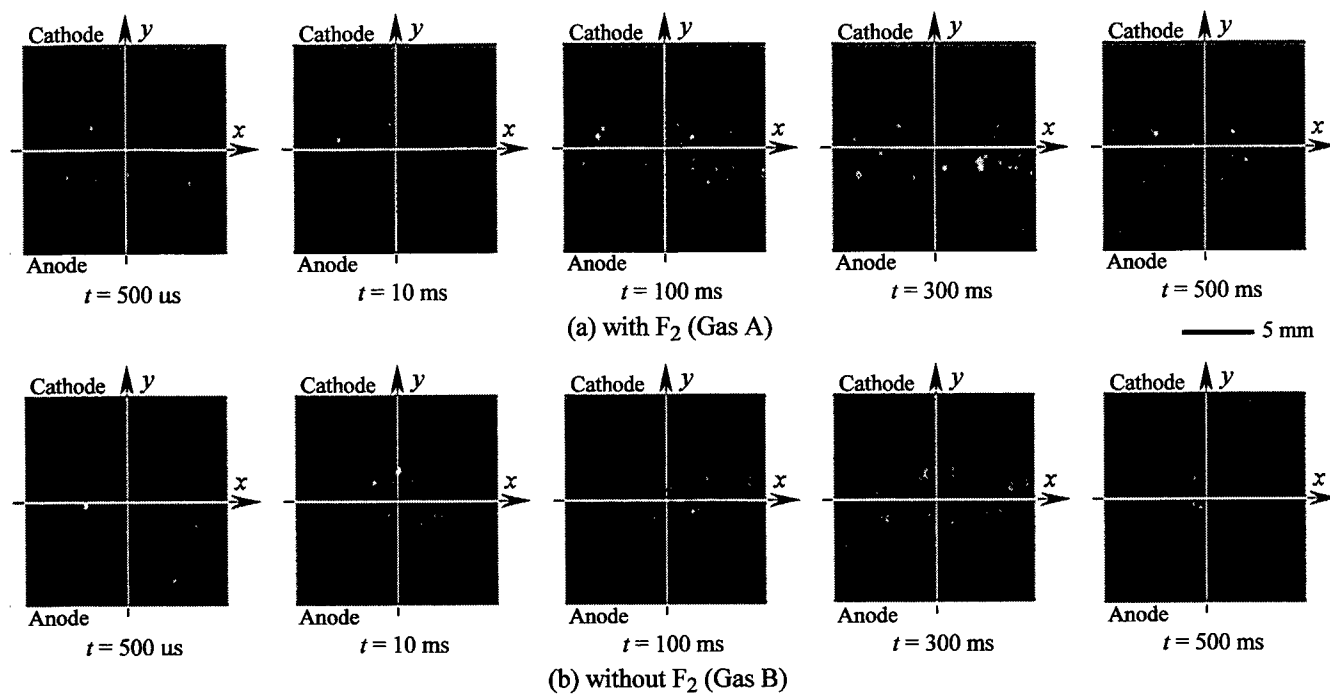 Cathode y Cathode y Cathode y Cathode y Cathode y
x x x x x
Anode Anode Anode Anode Anode
t = 500 us t = 10 ms t = 100 ms t = 300 ms t = 500 ms
(a) with F₂ (Gas A)
5 mm
Cathode y Cathode y Cathode y Cathode y Cathode y
x x x x x
Anode Anode Anode Anode Anode
t = 500 us t = 10 ms t = 100 ms t = 300 ms t = 500 ms
(b) without F₂ (Gas B)